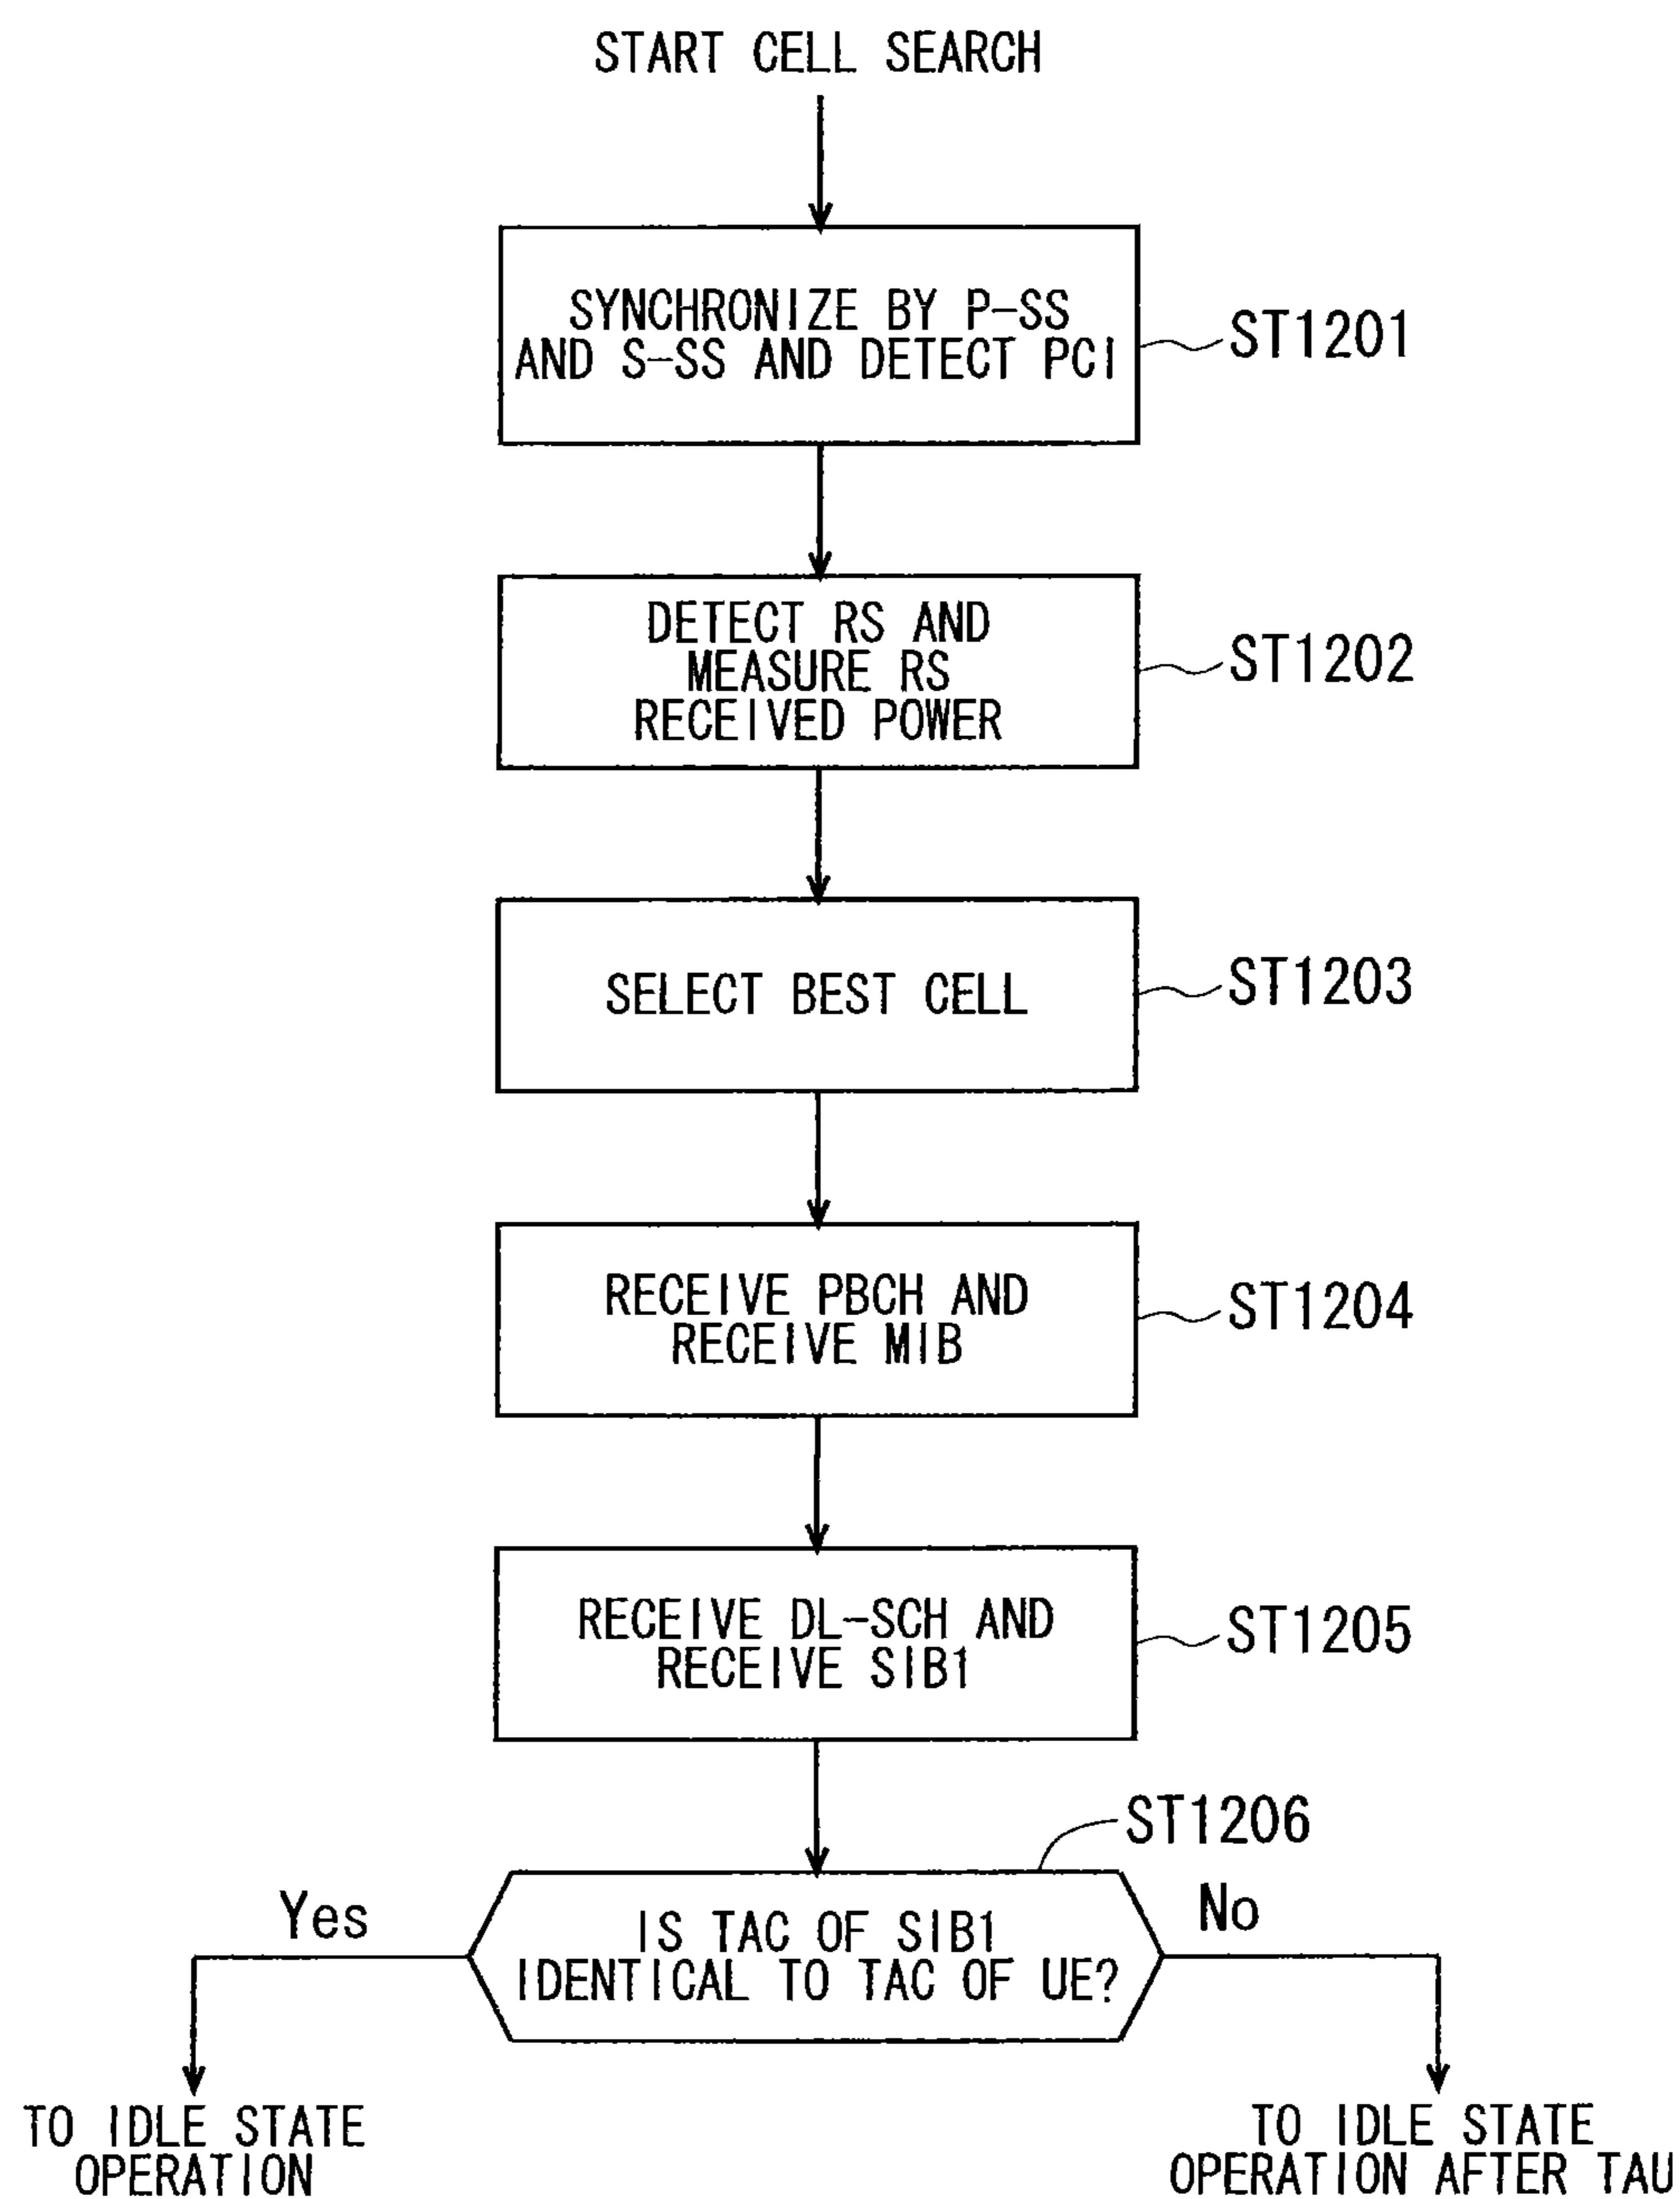 START CELL SEARCH
SYNCHRONIZE BY P-SS
AND S-SS AND DETECT PCI
ST1201
DETECT RS AND
MEASURE RS
RECEIVED POWER
ST1202
SELECT BEST CELL
ST1203
RECEIVE PBCH AND
RECEIVE MIB
ST1204
RECEIVE DL-SCH AND
RECEIVE SIB1
ST1205
ST1206
Yes
IS TAC OF SIB1
IDENTICAL TO TAC OF UE?
No
TO IDLE STATE
OPERATION
TO IDLE STATE
OPERATION AFTER TAU